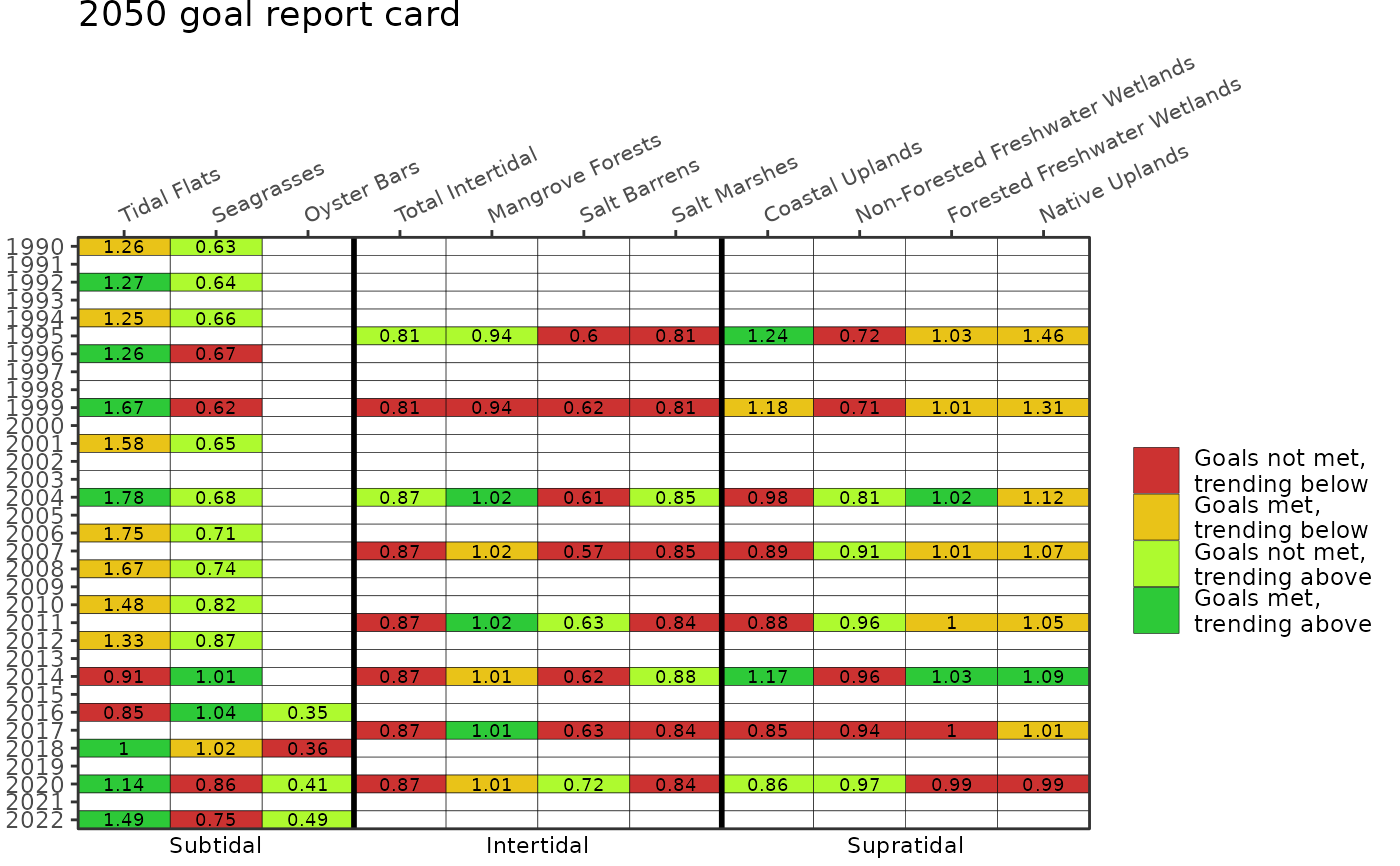 2050 goal report card
Tidal Flats
Seagrasses
Oyster Bars
Total Intertidal
Mangrove Forests
Salt Barrens
Salt Marshes
Coastal Uplands
Non-Forested Freshwater Wetlands
Forested Freshwater Wetlands
Native Uplands
1990 1.26 0.63
1991
1992 1.27 0.64
1993
1994 1.25 0.66
1995 0.81 0.94 0.6 0.81 1.24 0.72 1.03 1.46
1996 1.26 0.67
1997
1998
1999 1.67 0.62 0.81 0.94 0.62 0.81 1.18 0.71 1.01 1.31
2000
2001 1.58 0.65
2002
2003
2004 1.78 0.68 0.87 1.02 0.61 0.85 0.98 0.81 1.02 1.12
2005
2006 1.75 0.71
2007 0.87 1.02 0.57 0.85 0.89 0.91 1.01 1.07
2008 1.67 0.74
2009
2010 1.48 0.82
2011 0.87 1.02 0.63 0.84 0.88 0.96 1 1.05
2012 1.33 0.87
2013
2014 0.91 1.01 0.87 1.01 0.62 0.88 1.17 0.96 1.03 1.09
2015
2016 0.85 1.04 0.35
2017 0.87 1.01 0.63 0.84 0.85 0.94 1 1.01
2018 1 1.02 0.36
2019
2020 1.14 0.86 0.41 0.87 1.01 0.72 0.84 0.86 0.97 0.99 0.99
2021
2022 1.49 0.75 0.49
Subtidal Intertidal Supratidal
Goals not met,
trending below
Goals met,
trending below
Goals not met,
trending above
Goals met,
trending above